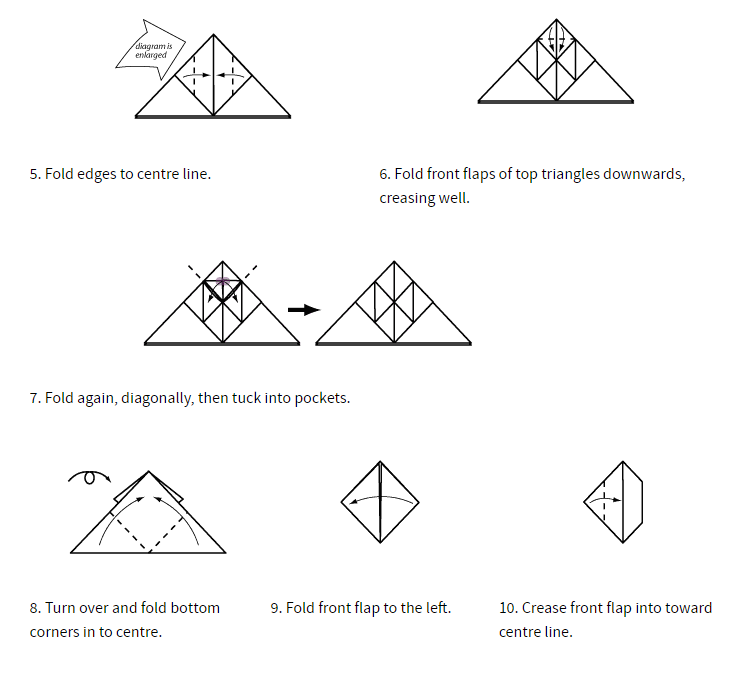 diagram is
enlarged
5. Fold edges to centre line.
6. Fold front flaps of top triangles downwards,
creasing well.
7. Fold again, diagonally, then tuck into pockets.
8. Turn over and fold bottom
corners in to centre.
9. Fold front flap to the left.
10. Crease front flap into toward
centre line.